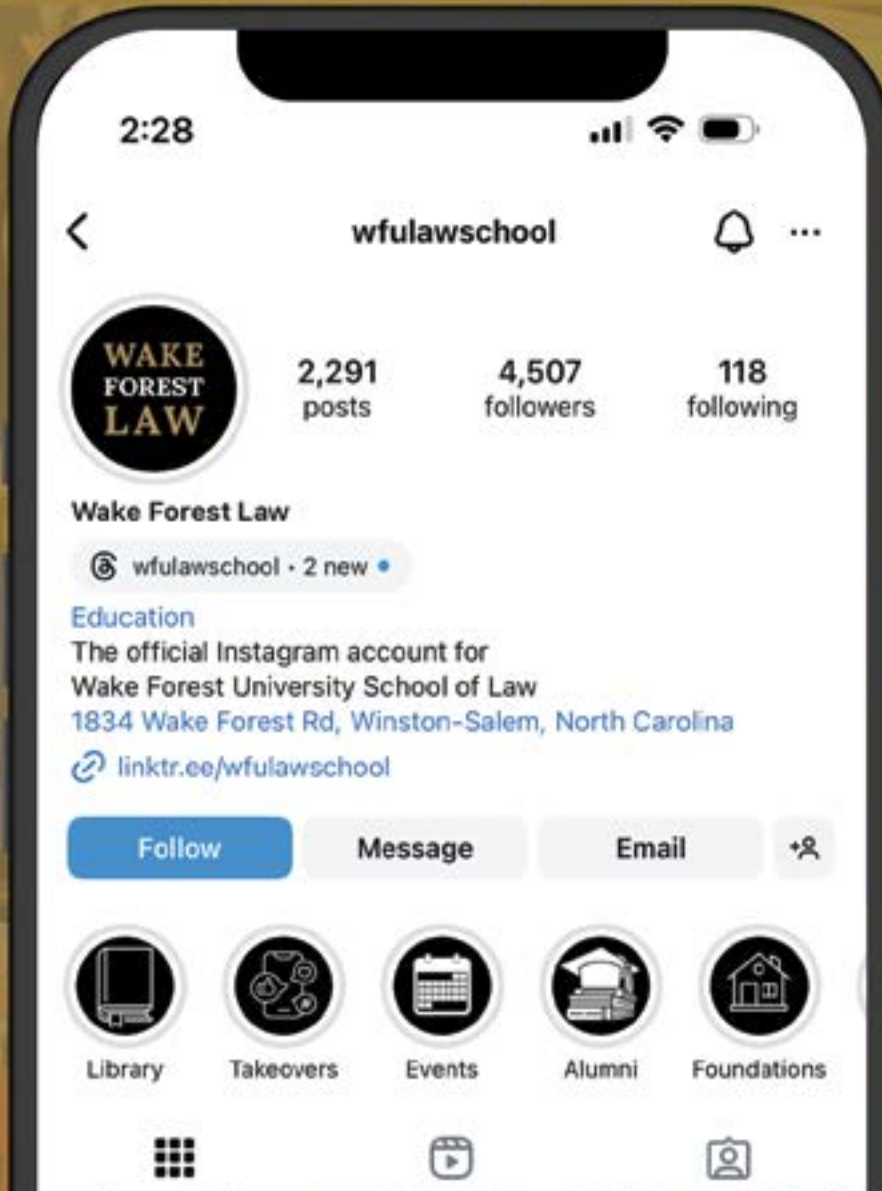 2:28
wfulawschool
WAKE
FOREST
LAW
2,291
posts
4,507
followers
118
following
Wake Forest Law
wfulawschool · 2 new
Education
The official Instagram account for
Wake Forest University School of Law
1834 Wake Forest Rd, Winston-Salem, North Carolina
linktr.ee/wfulawschool
Follow
Message
Email
Library
Takeovers
Events
Alumni
Foundations